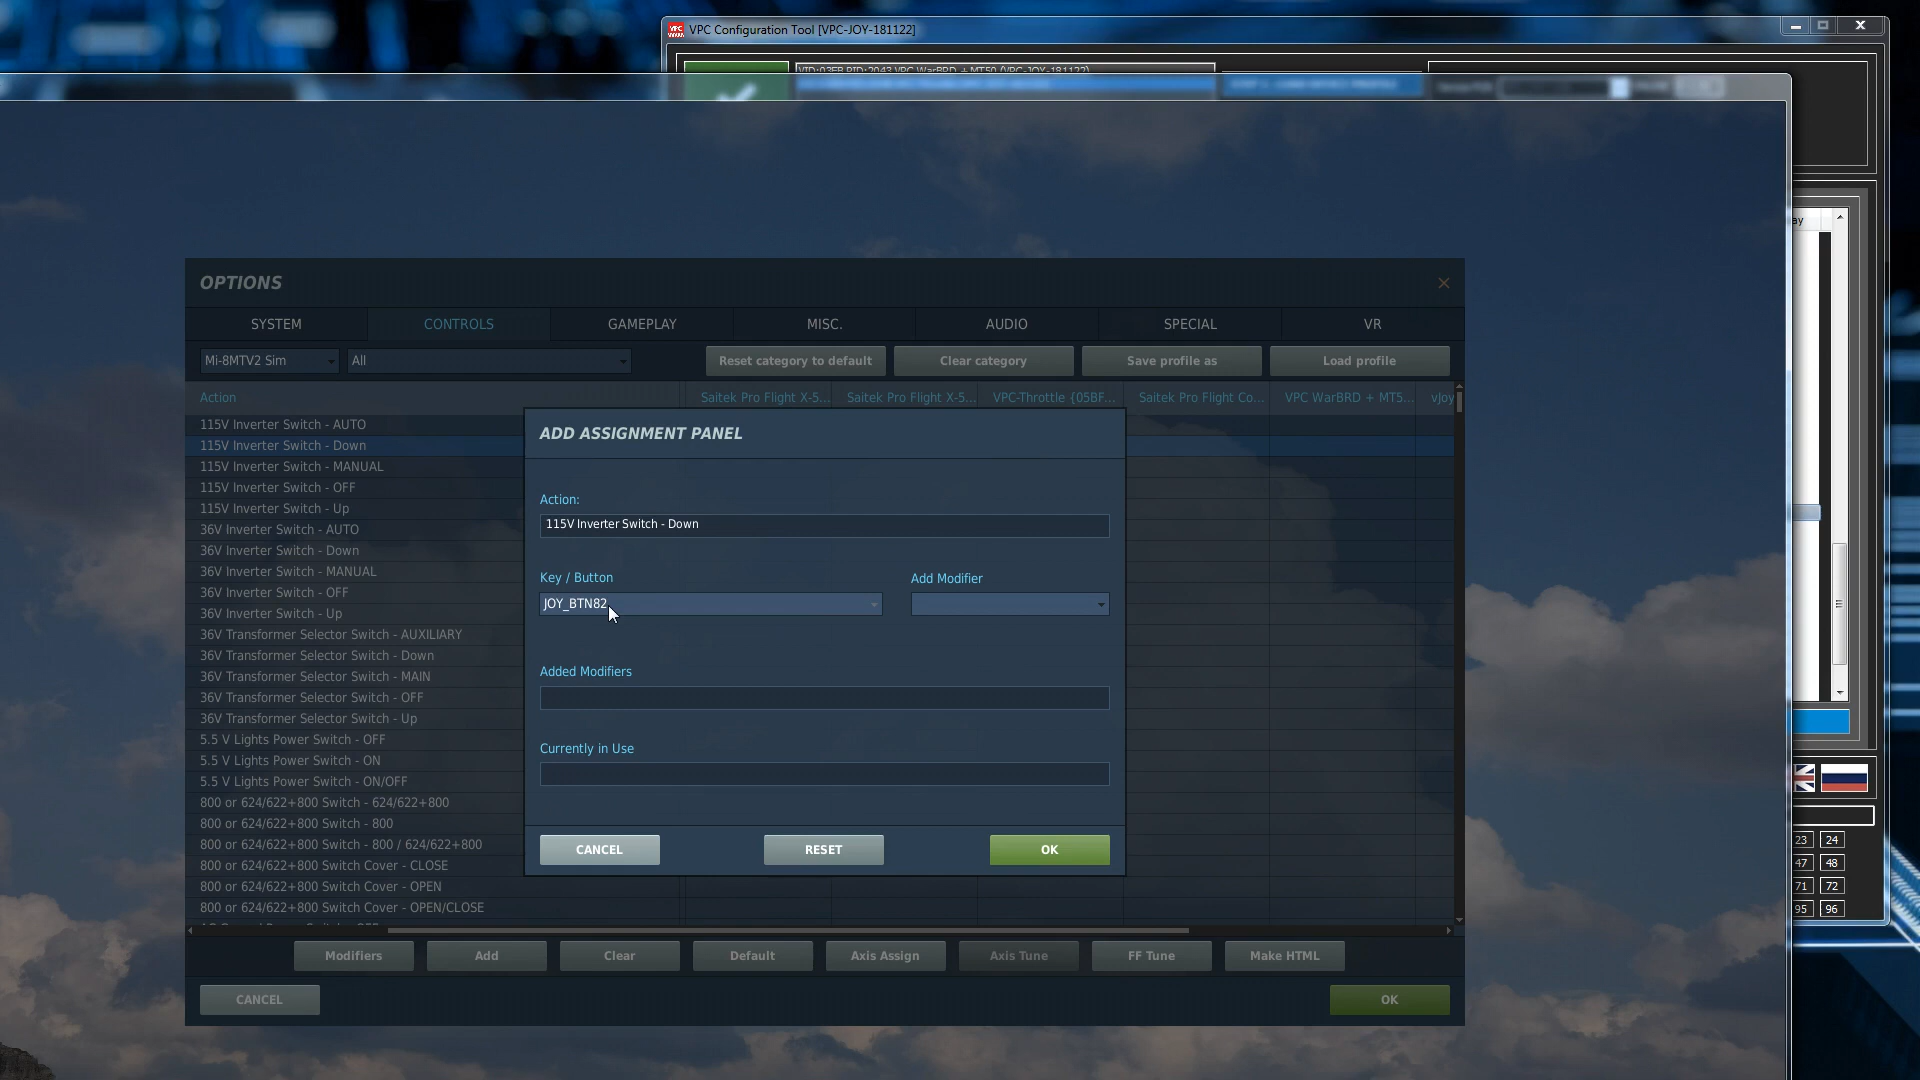 VPC Configuration Tool [VPC-JOY-181122]
VID:03EB PID:2043 VPC WarBRD + MT50 (VPC-JOY-181122)
ay
OPTIONS
SYSTEM CONTROLS GAMEPLAY MISC. AUDIO SPECIAL VR
Mi-8MTV2 Sim All Reset category to default Clear category Save profile as Load profile
Action Saitek Pro Flight X-5... Saitek Pro Flight X-5... VPC-Throttle {05BF... Saitek Pro Flight Co... VPC WarBRD + MT5... vJoy
115V Inverter Switch - AUTO
115V Inverter Switch - Down
115V Inverter Switch - MANUAL
115V Inverter Switch - OFF
115V Inverter Switch - Up
36V Inverter Switch - AUTO
36V Inverter Switch - Down
36V Inverter Switch - MANUAL
36V Inverter Switch - OFF
36V Inverter Switch - Up
36V Transformer Selector Switch - AUXILIARY
36V Transformer Selector Switch - Down
36V Transformer Selector Switch - MAIN
36V Transformer Selector Switch - OFF
36V Transformer Selector Switch - Up
5.5 V Lights Power Switch - OFF
5.5 V Lights Power Switch - ON
5.5 V Lights Power Switch - ON/OFF
800 or 624/622+800 Switch - 624/622+800
800 or 624/622+800 Switch - 800
800 or 624/622+800 Switch - 800 / 624/622+800
800 or 624/622+800 Switch Cover - CLOSE
800 or 624/622+800 Switch Cover - OPEN
800 or 624/622+800 Switch Cover - OPEN/CLOSE
ADD ASSIGNMENT PANEL
Action:
115V Inverter Switch - Down
Key / Button Add Modifier
JOY_BTN82
Added Modifiers
Currently in Use
CANCEL RESET OK
Modifiers Add Clear Default Axis Assign Axis Tune FF Tune Make HTML
CANCEL OK
23 24
47 48
71 72
95 96